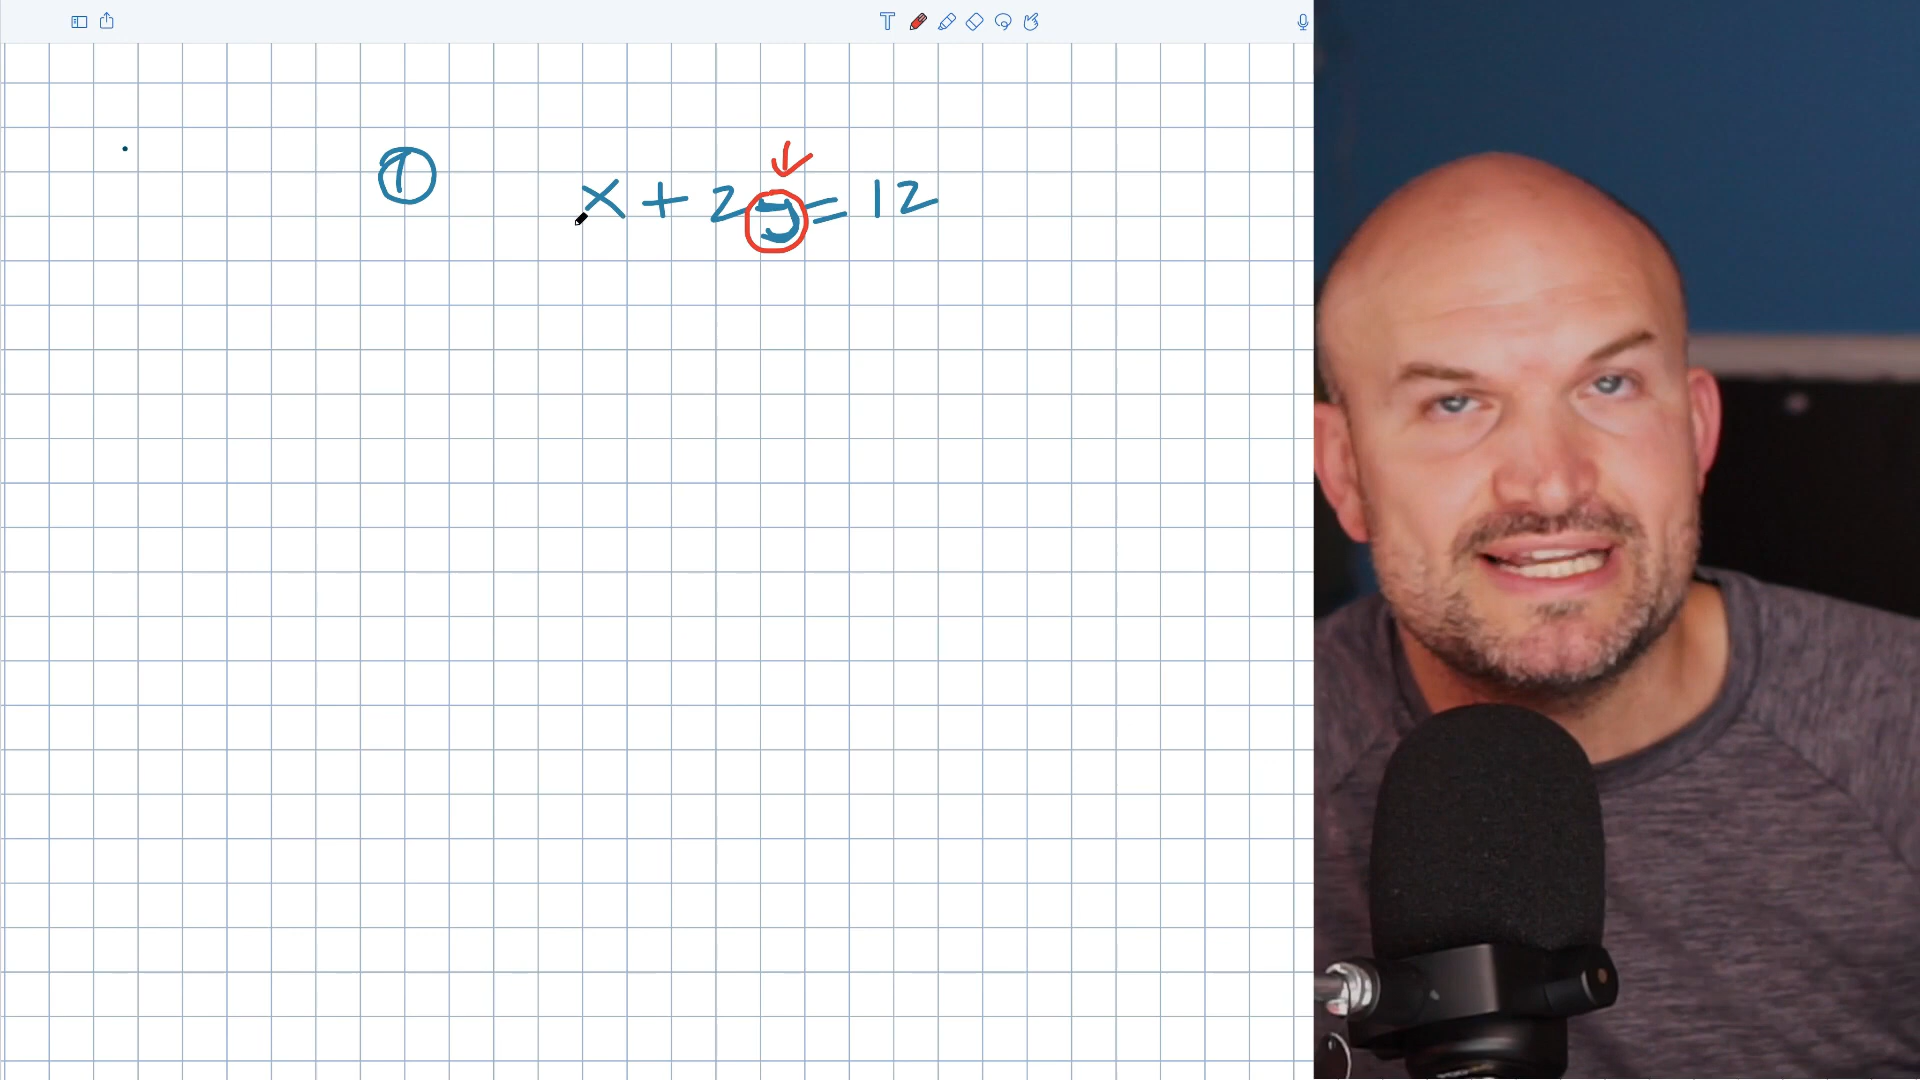 ① x + 2y = 12